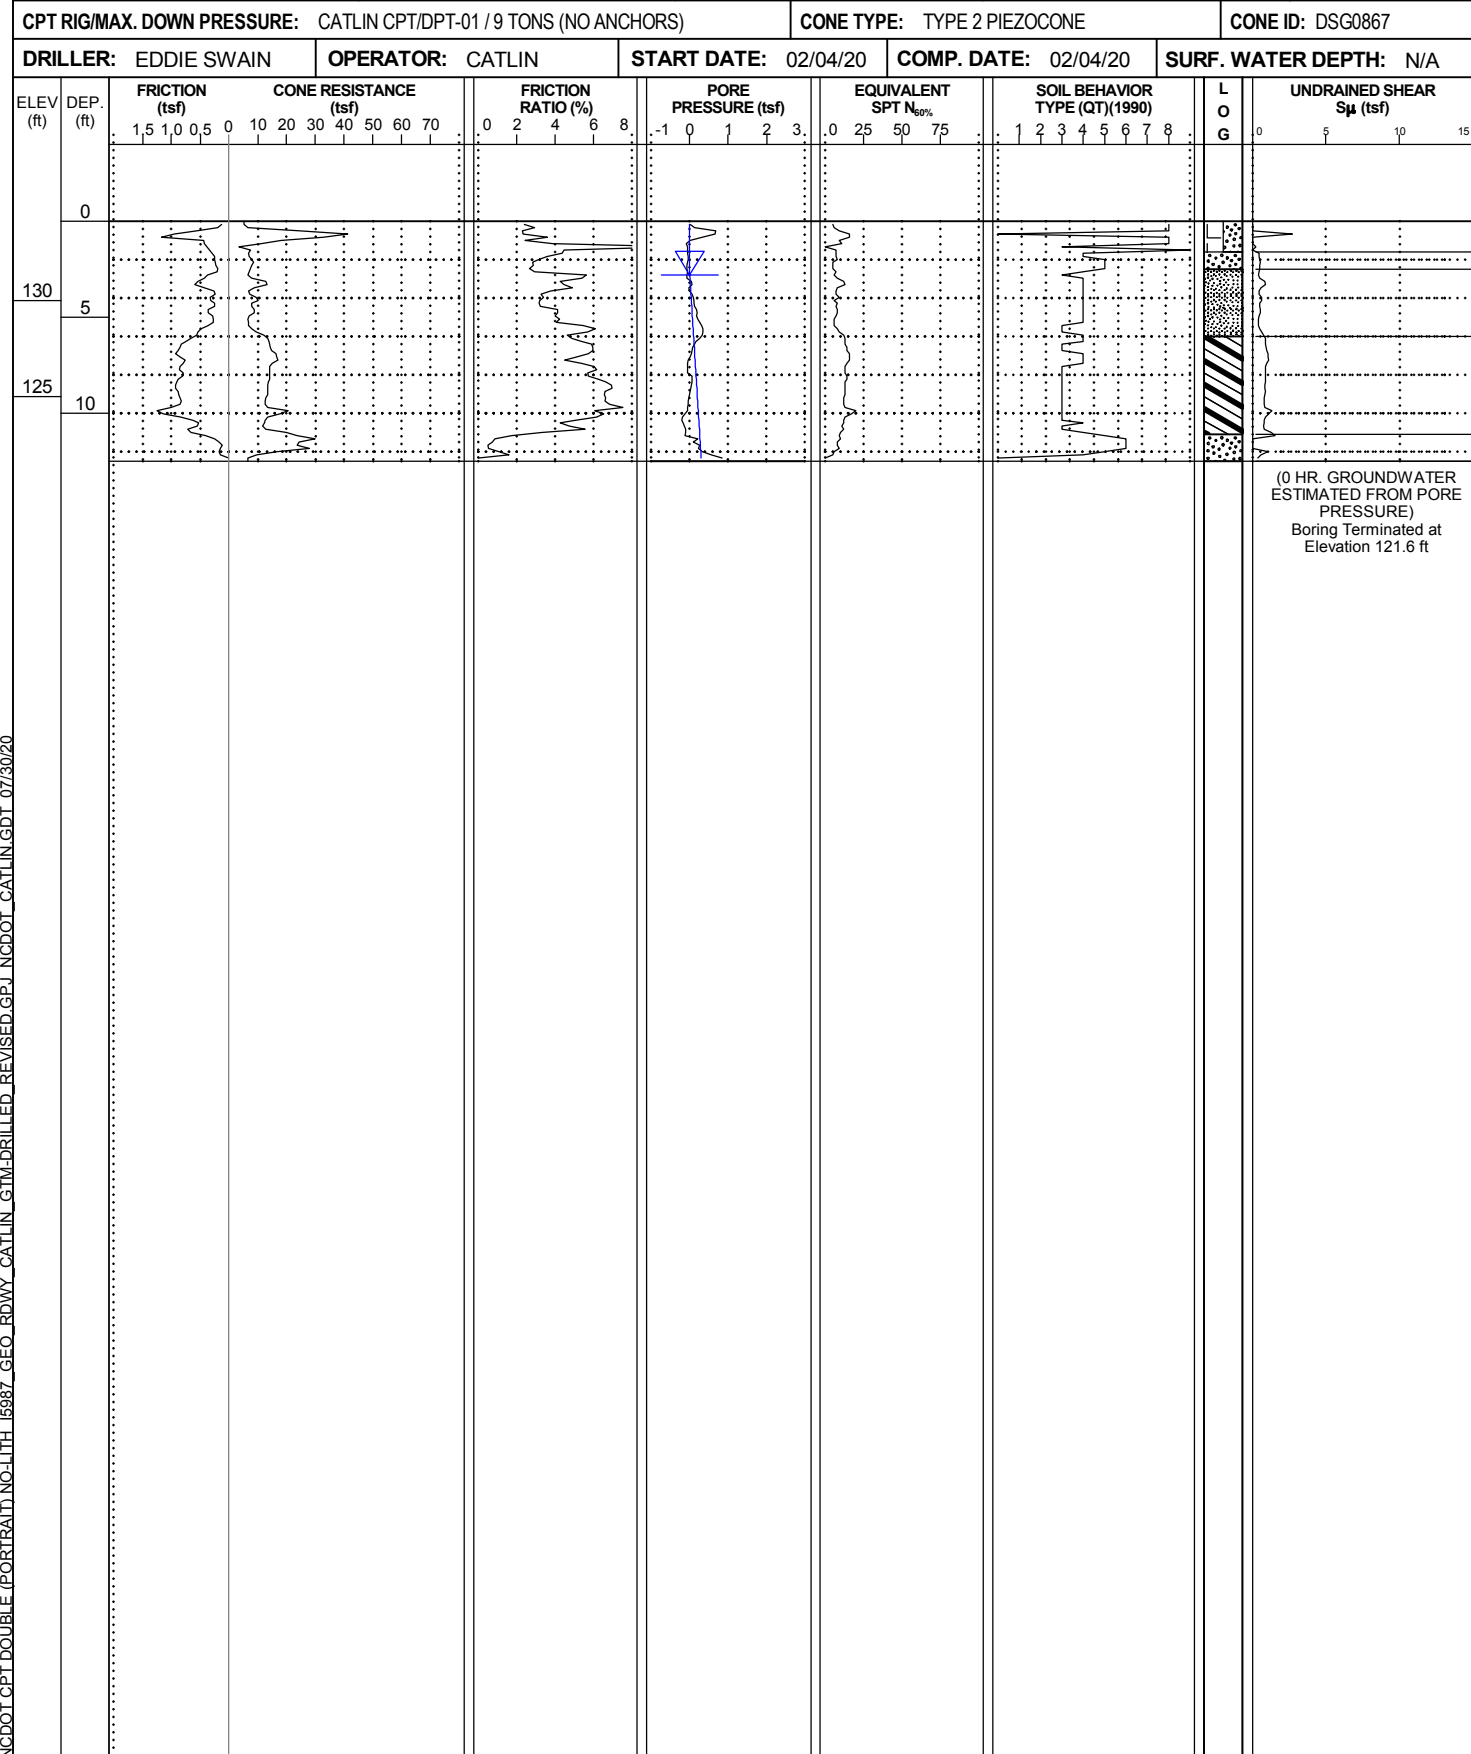 CPT RIG/MAX. DOWN PRESSURE: CATLIN CPT/DPT-01 / 9 TONS (NO ANCHORS) CONE TYPE: TYPE 2 PIEZOCONE CONE ID: DSG0867
DRILLER: EDDIE SWAIN OPERATOR: CATLIN START DATE: 02/04/20 COMP. DATE: 02/04/20 SURF. WATER DEPTH: N/A
ELEV (ft)
DEP. (ft)
FRICTION (tsf)
1.5 1.0 0.5 0
CONE RESISTANCE (tsf)
10 20 30 40 50 60 70
FRICTION RATIO (%)
0 2 4 6 8
PORE PRESSURE (tsf)
-1 0 1 2 3
EQUIVALENT SPT N60%
0 25 50 75
SOIL BEHAVIOR TYPE (QT)(1990)
1 2 3 4 5 6 7 8
L
O
G
UNDRAINED SHEAR
Sμ (tsf)
0 5 10 15
0
130
5
125
10
(0 HR. GROUNDWATER
ESTIMATED FROM PORE
PRESSURE)
Boring Terminated at
Elevation 121.6 ft
NCDOT CPT DOUBLE (PORTRAIT) NO-LITH I5987_GEO_RDWY_CATLIN_GTM-DRILLED_REVISED.GPJ NCDOT_CATLIN.GDT 07/30/20